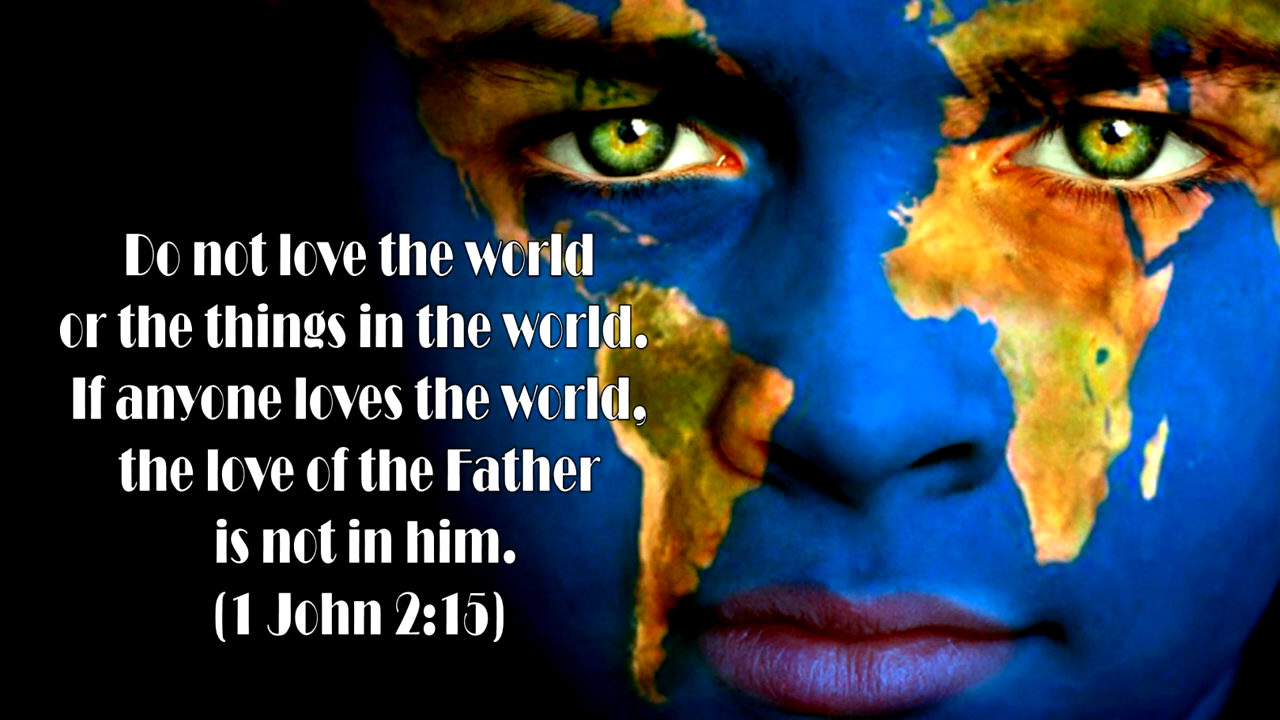 Do not love the world
or the things in the world.
If anyone loves the world,
the love of the Father
is not in him.
(1 John 2:15)